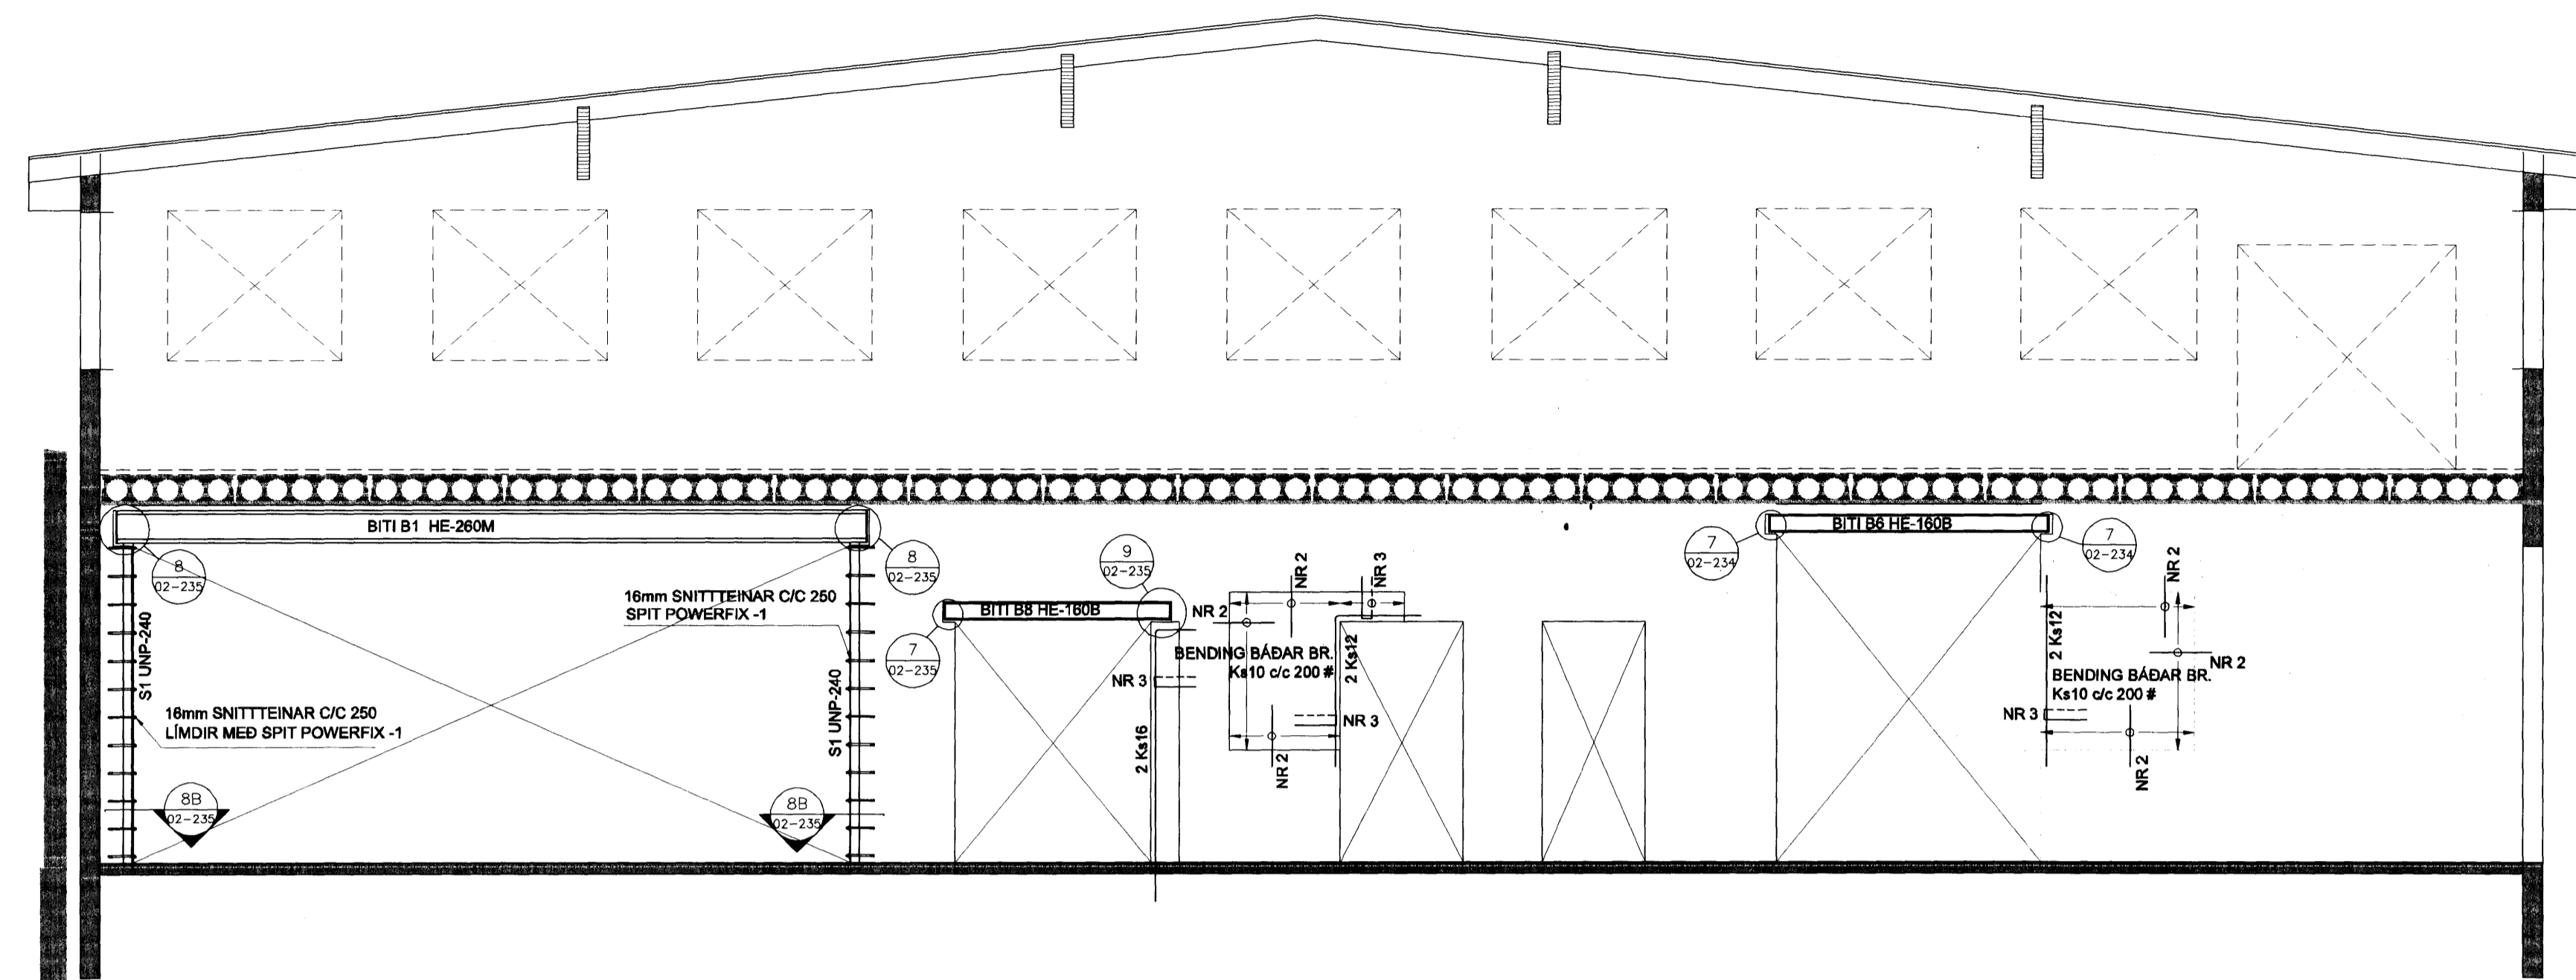 BITI B1 HE-260M
8
02-235
8
02-235
S1 UNP-240
16mm SNITTTEINAR C/C 250
LÍMDIR MEÐ SPIT POWERFIX -1
16mm SNITTTEINAR C/C 250
SPIT POWERFIX -1
S1 UNP-240
8B
02-235
8B
02-235
9
02-235
BITI B8 HE-160B
7
02-235
NR 2
NR 2
NR 3
BENDING BÁÐAR BR.
Ks10 c/c 200 #
2 Ks12
NR 3
NR 3
2 Ks16
NR 2
7
02-234
BITI B6 HE-160B
7
02-234
NR 2
2 Ks12
NR 2
BENDING BÁÐAR BR.
Ks10 c/c 200 #
NR 3
NR 2